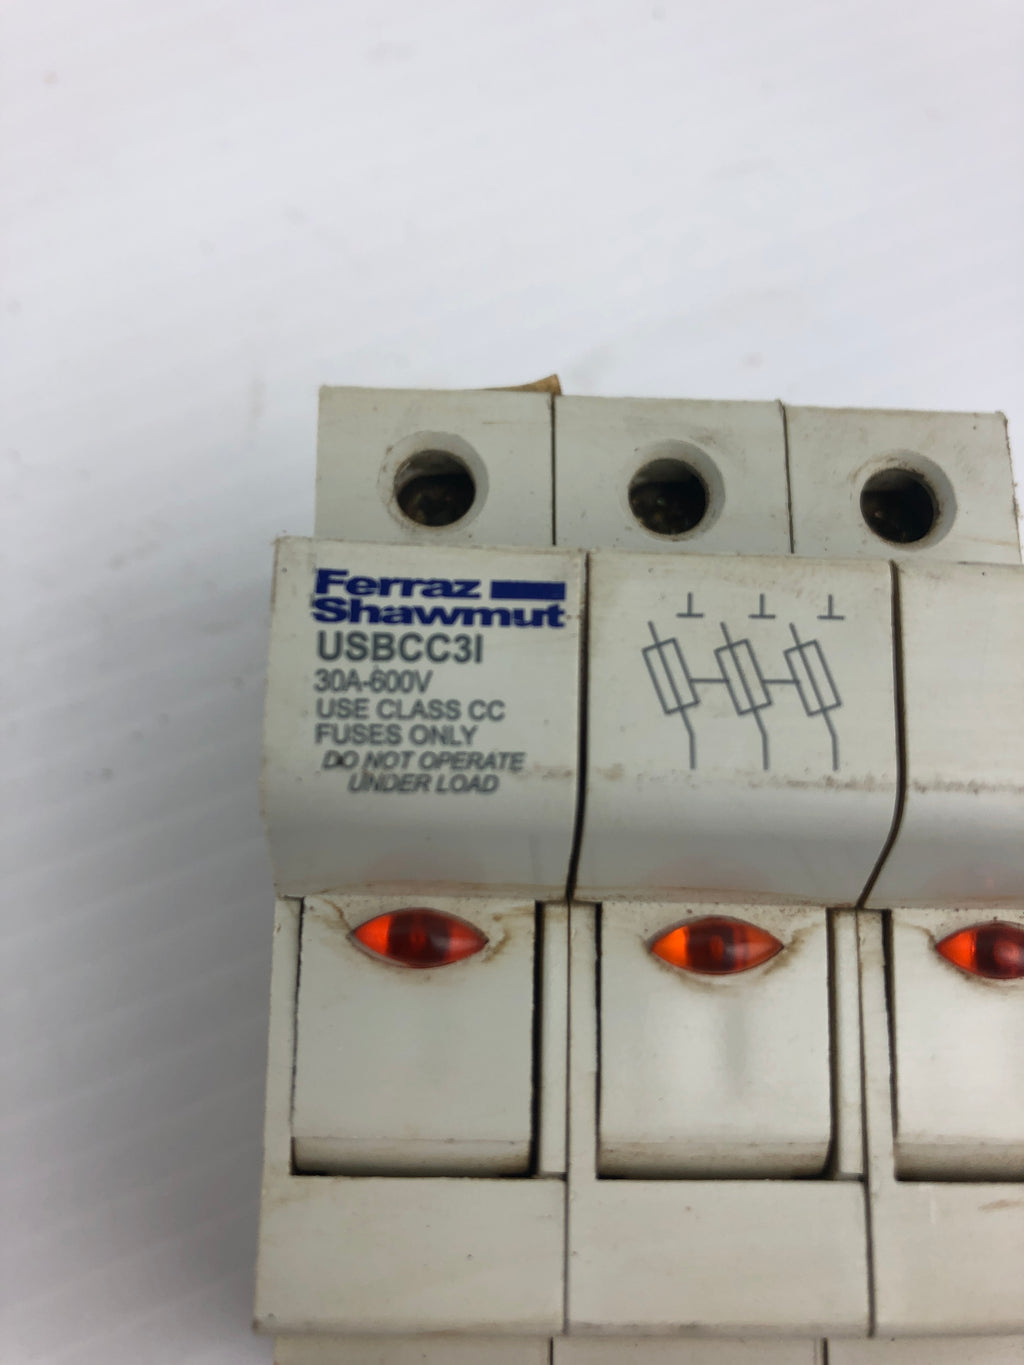 Ferraz
Shawmut
USBCC3I
30A-600V
USE CLASS CC
FUSES ONLY
DO NOT OPERATE
UNDER LOAD